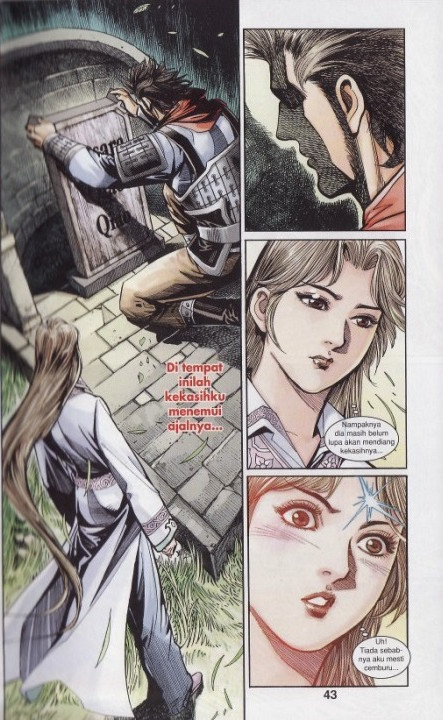 Di tempat
inilah
kekasihku
menemui
ajalnya...
Nampaknya
dia masih belum
lupa akan mendiang
kekasihnya...
Uh!
Tiada sebab-
nya aku mesti
cemburu...
43